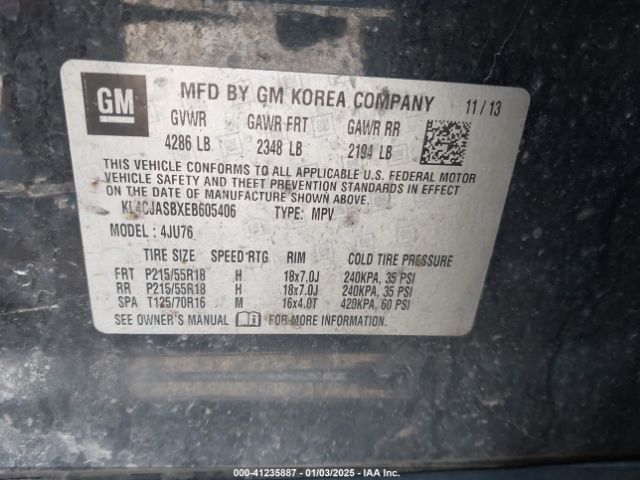 GM
MFD BY GM KOREA COMPANY 11/13
GVWR GAWR FRT GAWR RR
4286 LB 2348 LB 2194 LB
THIS VEHICLE CONFORMS TO ALL APPLICABLE U.S. FEDERAL MOTOR
VEHICLE SAFETY AND THEFT PREVENTION STANDARDS IN EFFECT
ON THE DATE OF MANUFACTURE SHOWN ABOVE.
KL4CJASBXEB605406 TYPE: MPV
MODEL: 4JU76
TIRE SIZE SPEED RTG RIM COLD TIRE PRESSURE
FRT P215/55R18 H 18x7.0J 240KPA, 35 PSI
RR P215/55R18 H 18x7.0J 240KPA, 35 PSI
SPA T125/70R16 M 16x4.0T 420KPA, 60 PSI
SEE OWNER'S MANUAL FOR MORE INFORMATION.
000-41235887 - 01/03/2025 - IAA Inc.